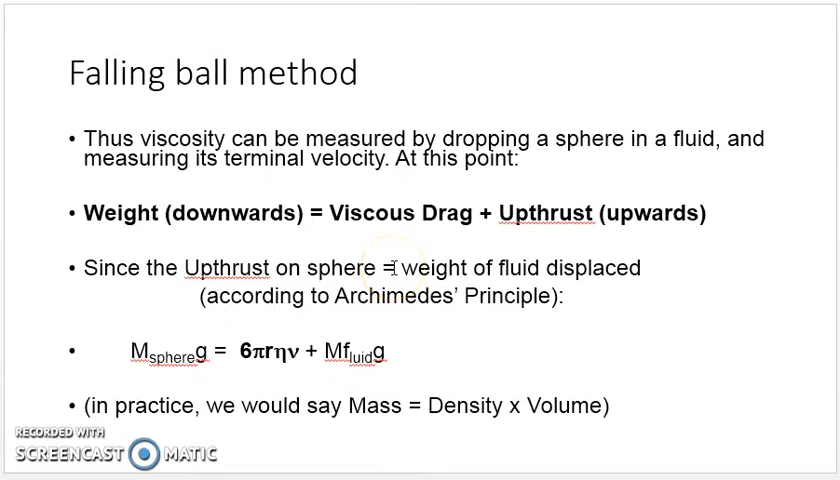 Falling ball method
• Thus viscosity can be measured by dropping a sphere in a fluid, and
measuring its terminal velocity. At this point:
• Weight (downwards) = Viscous Drag + Upthrust (upwards)
• Since the Upthrust on sphere = weight of fluid displaced
(according to Archimedes’ Principle):
• Msphereg = 6πrην + Mfluidg
• (in practice, we would say Mass = Density x Volume)
RECORDED WITH
SCREENCAST MATIC